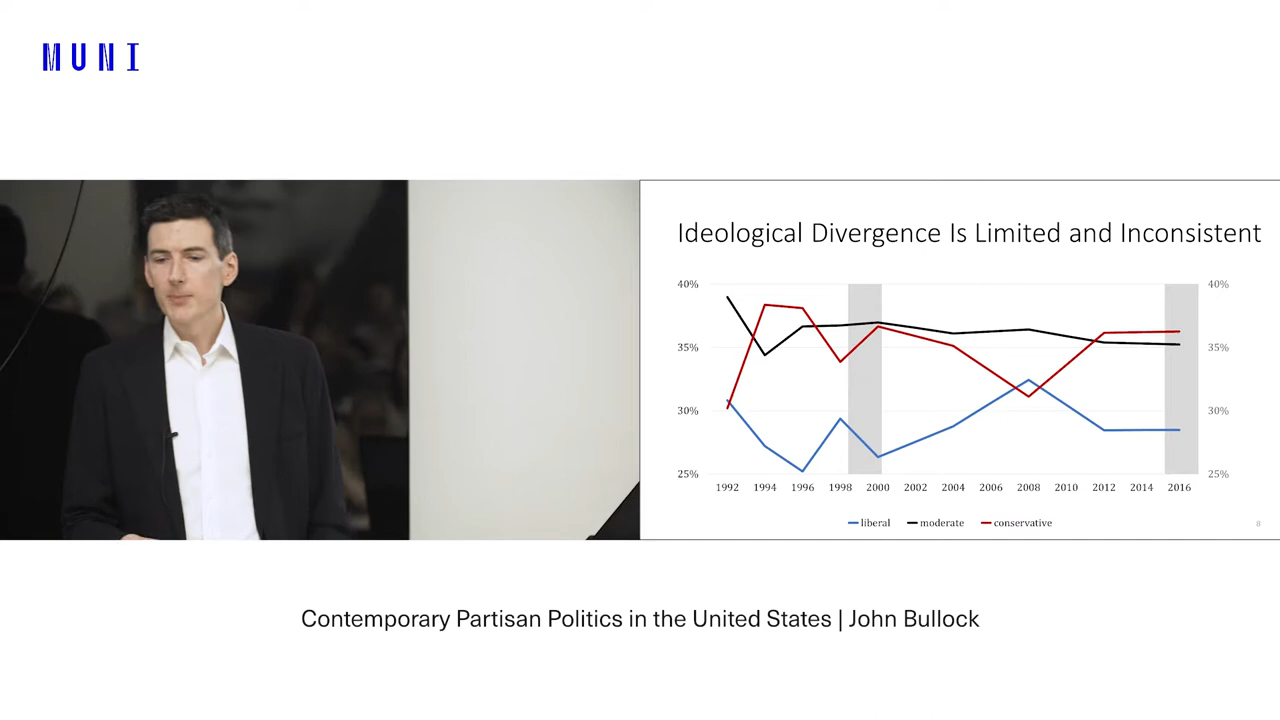 MUNI
Ideological Divergence Is Limited and Inconsistent
40% 40%
35% 35%
30% 30%
25% 25%
1992 1994 1996 1998 2000 2002 2004 2006 2008 2010 2012 2014 2016
liberal moderate conservative
8
Contemporary Partisan Politics in the United States | John Bullock